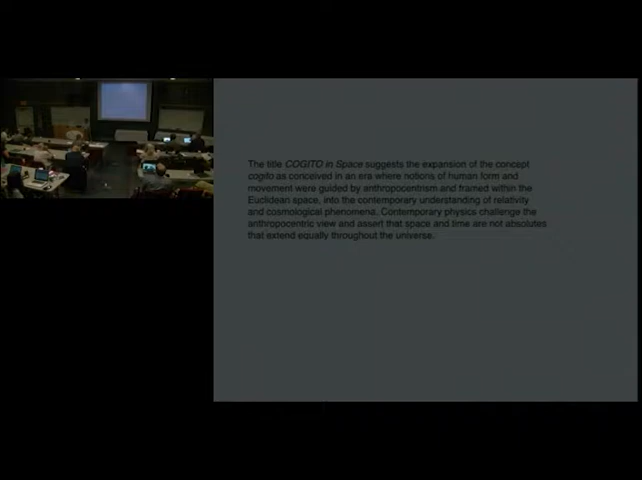 The title COGITO in Space suggests the expansion of the concept
cogito as conceived in an era where notions of human form and
movement were guided by anthropocentrism and framed within the
Euclidean space, into the contemporary understanding of relativity
and cosmological phenomena. Contemporary physics challenge the
anthropocentric view and assert that space and time are not absolutes
that extend equally throughout the universe.